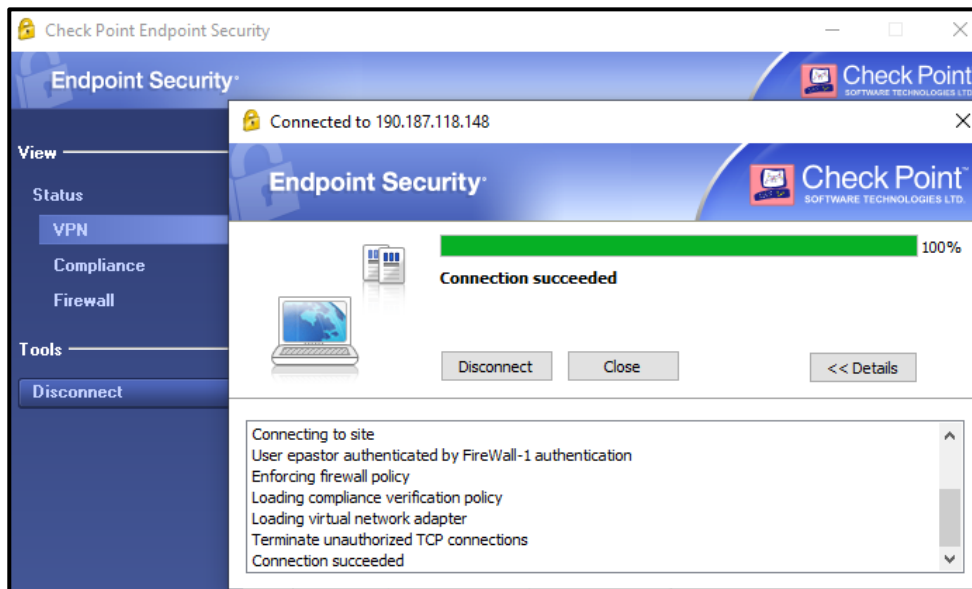 Check Point Endpoint Security
Endpoint Security
Check Point
SOFTWARE TECHNOLOGIES LTD.
View
Status
VPN
Compliance
Firewall
Tools
Disconnect
Connected to 190.187.118.148
Endpoint Security
Check Point™
SOFTWARE TECHNOLOGIES LTD.
100%
Connection succeeded
Disconnect
Close
<< Details
Connecting to site
User epastor authenticated by FireWall-1 authentication
Enforcing firewall policy
Loading compliance verification policy
Loading virtual network adapter
Terminate unauthorized TCP connections
Connection succeeded